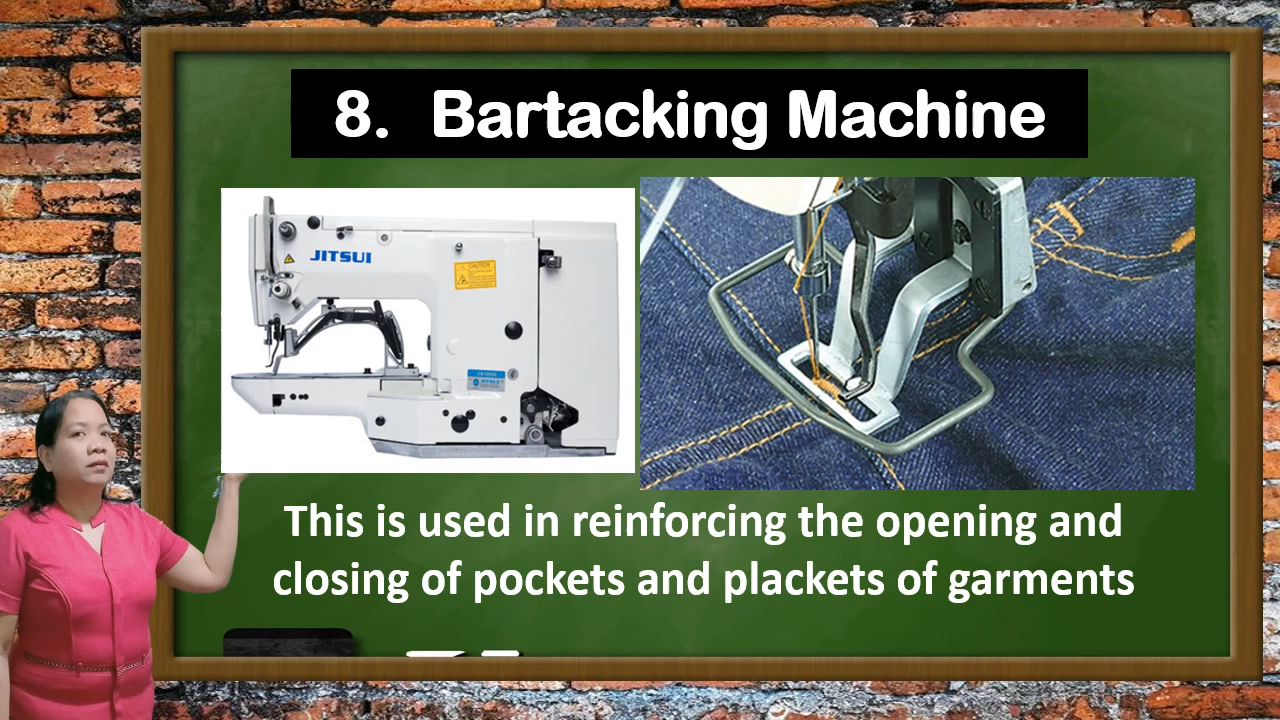 8. Bartacking Machine
JITSUI
CAUTION
This is used in reinforcing the opening and
closing of pockets and plackets of garments